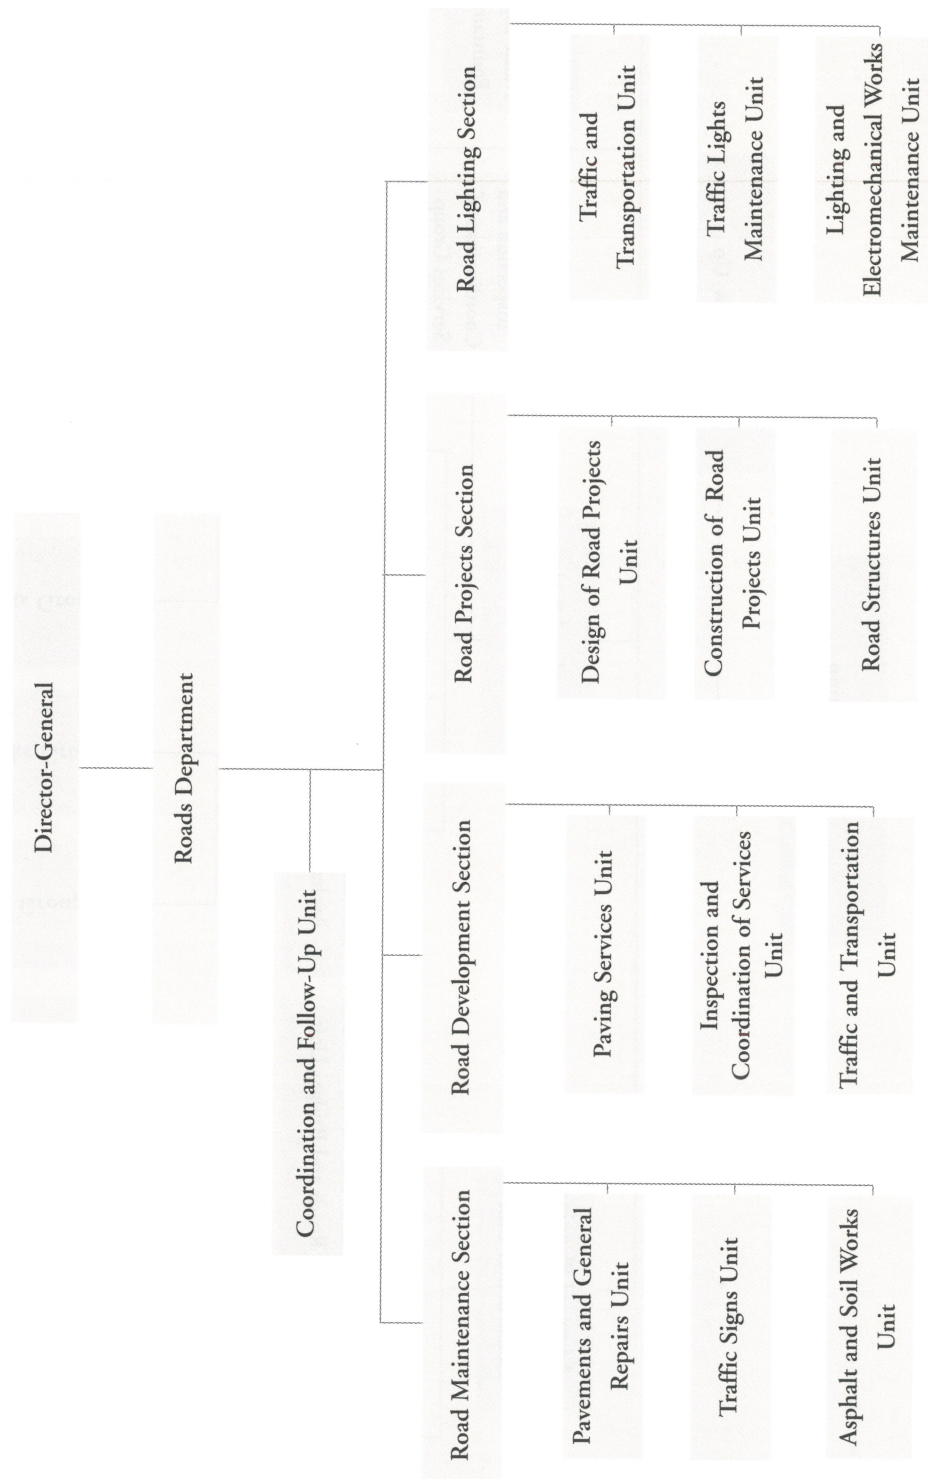 Director-General
Roads Department
Coordination and Follow-Up Unit
Road Maintenance Section
Pavements and General
Repairs Unit
Traffic Signs Unit
Asphalt and Soil Works
Unit
Road Development Section
Paving Services Unit
Inspection and
Coordination of Services
Unit
Traffic and Transportation
Unit
Road Projects Section
Design of Road Projects
Unit
Construction of Road
Projects Unit
Road Structures Unit
Road Lighting Section
Traffic and
Transportation Unit
Traffic Lights
Maintenance Unit
Lighting and
Electromechanical Works
Maintenance Unit